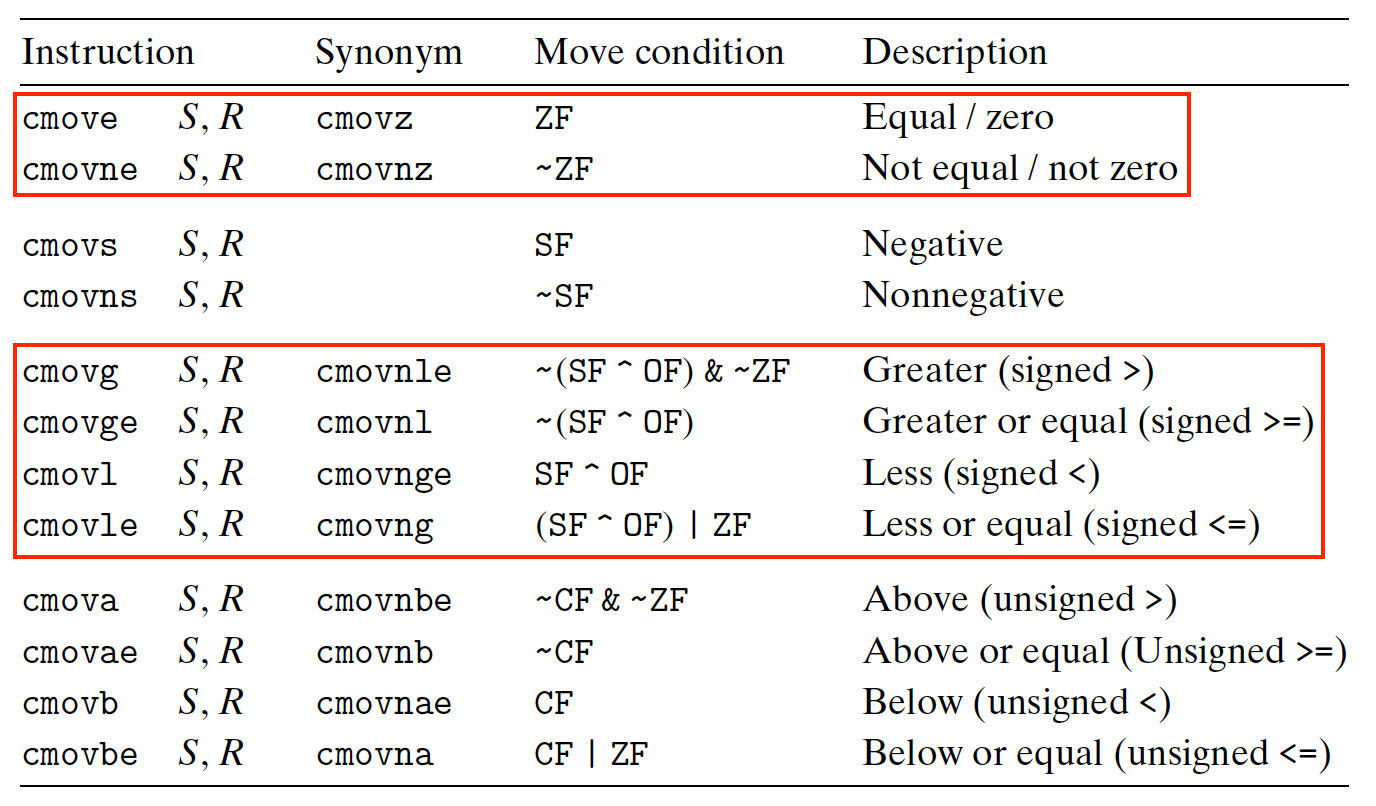 Instruction Synonym Move condition Description
cmove S, R cmovz ZF Equal / zero
cmovne S, R cmovnz ~ZF Not equal / not zero
cmovs S, R SF Negative
cmovns S, R ~SF Nonnegative
cmovg S, R cmovnle ~(SF ^ OF) & ~ZF Greater (signed >)
cmovge S, R cmovnl ~(SF ^ OF) Greater or equal (signed >=)
cmovl S, R cmovnge SF ^ OF Less (signed <)
cmovle S, R cmovng (SF ^ OF) | ZF Less or equal (signed <=)
cmova S, R cmovnbe ~CF & ~ZF Above (unsigned >)
cmovae S, R cmovnb ~CF Above or equal (Unsigned >=)
cmovb S, R cmovnae CF Below (unsigned <)
cmovbe S, R cmovna CF | ZF Below or equal (unsigned <=)